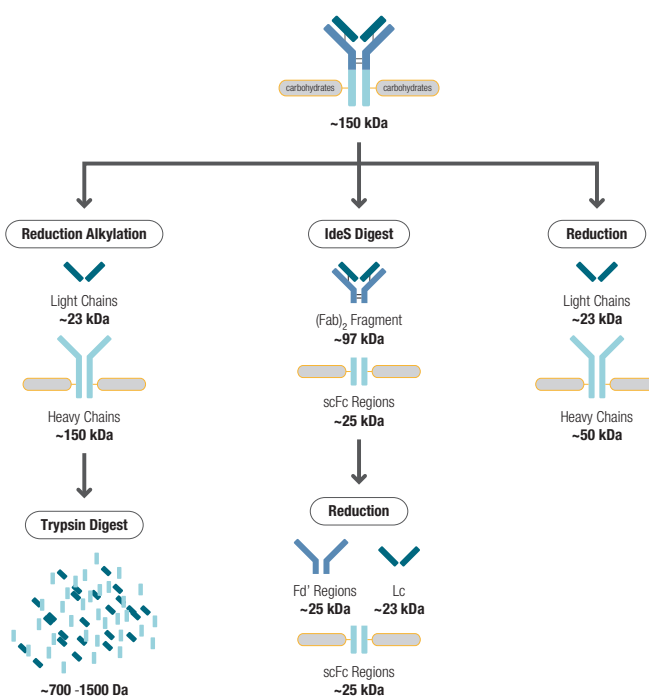 carbohydrates
carbohydrates
~150 kDa
Reduction Alkylation
IdeS Digest
Reduction
Light Chains
~23 kDa
(Fab)2 Fragment
~97 kDa
Light Chains
~23 kDa
Heavy Chains
~150 kDa
scFc Regions
~25 kDa
Heavy Chains
~50 kDa
Trypsin Digest
Reduction
Fd’ Regions
~25 kDa
Lc
~23 kDa
~700 -1500 Da
scFc Regions
~25 kDa